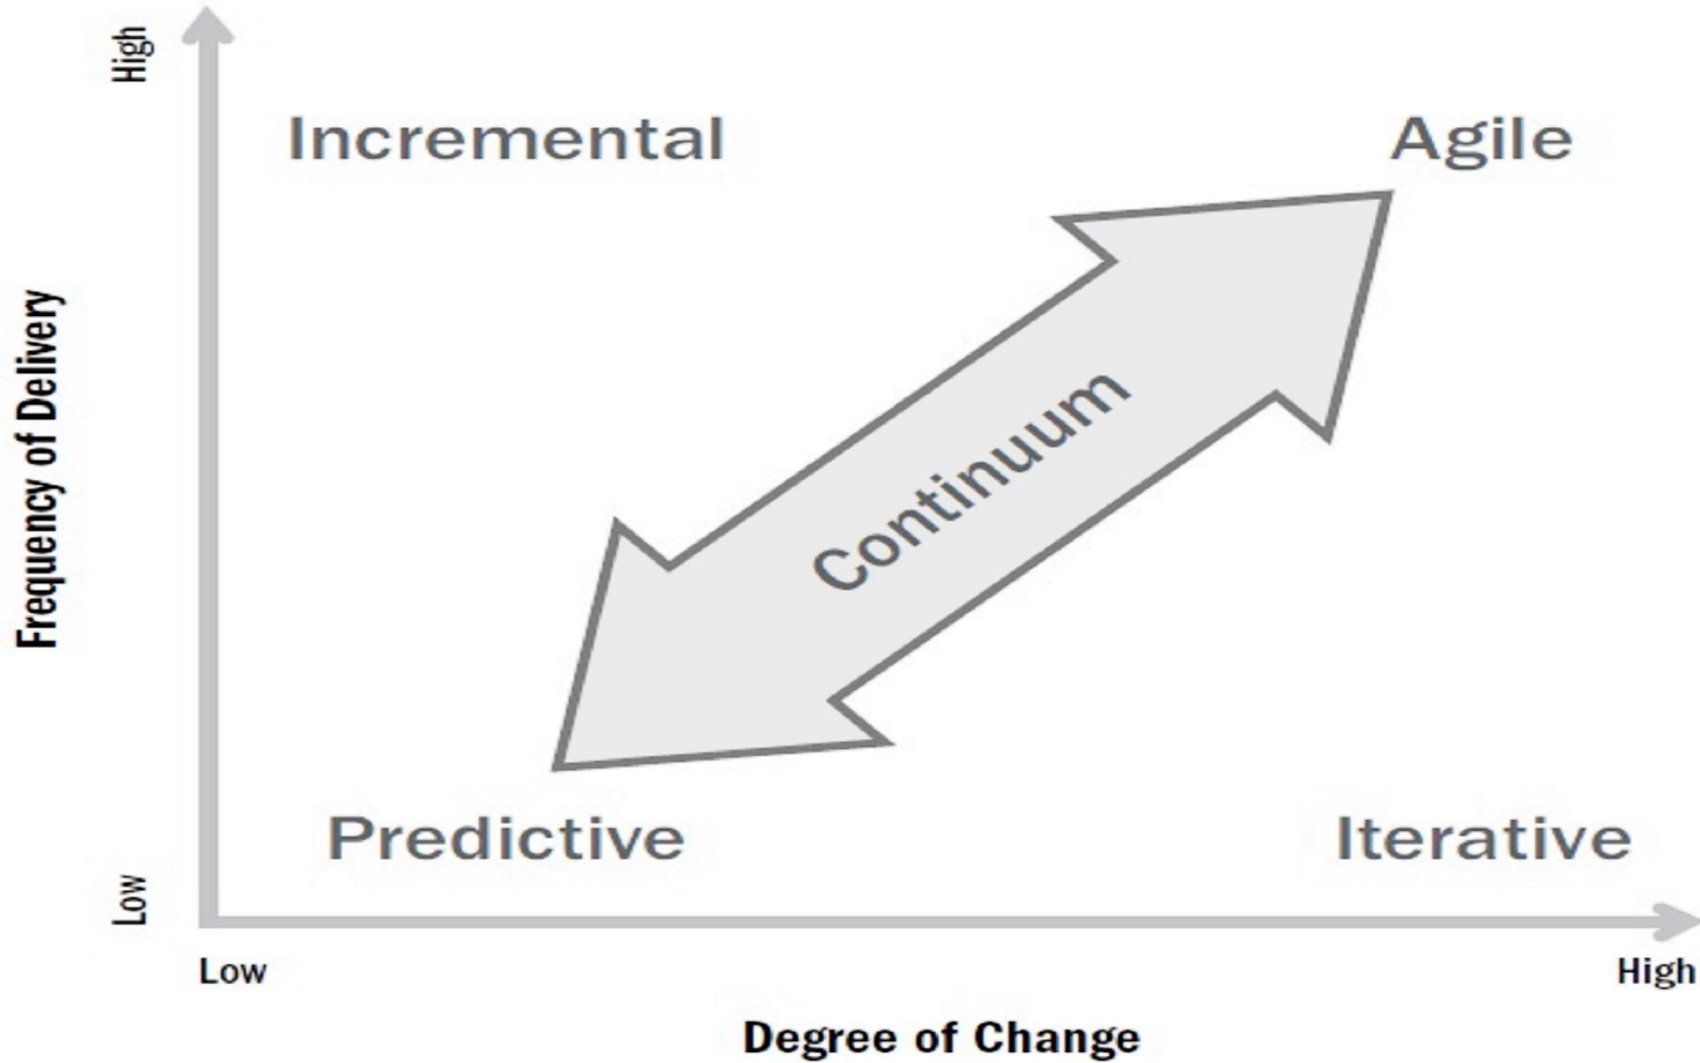 High
Incremental
Agile
Frequency of Delivery
Continuum
Predictive
Iterative
Low
Low
High
Degree of Change